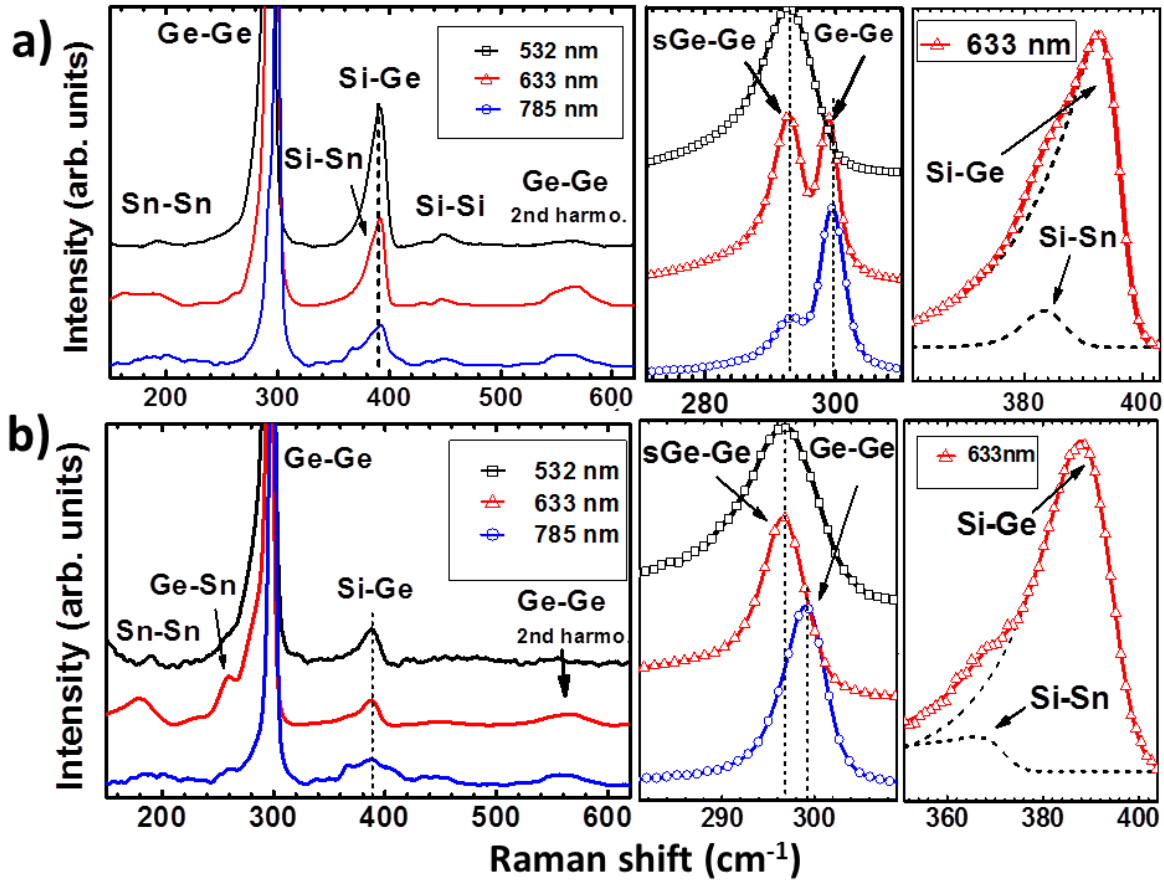 a)
Ge-Ge
532 nm
633 nm
785 nm
Si-Ge
Si-Sn
Sn-Sn
Si-Si
Ge-Ge
2nd harmo.
Intensity (arb. units)
200 300 400 500 600
sGe-Ge
Ge-Ge
280 300
633 nm
Si-Ge
Si-Sn
380 400
b)
Ge-Ge
532 nm
633 nm
785 nm
Ge-Sn
Sn-Sn
Si-Ge
Ge-Ge
2nd harmo.
Intensity (arb. units)
200 300 400 500 600
sGe-Ge
Ge-Ge
290 300
633nm
Si-Ge
Si-Sn
360 380 400
Raman shift (cm-1)